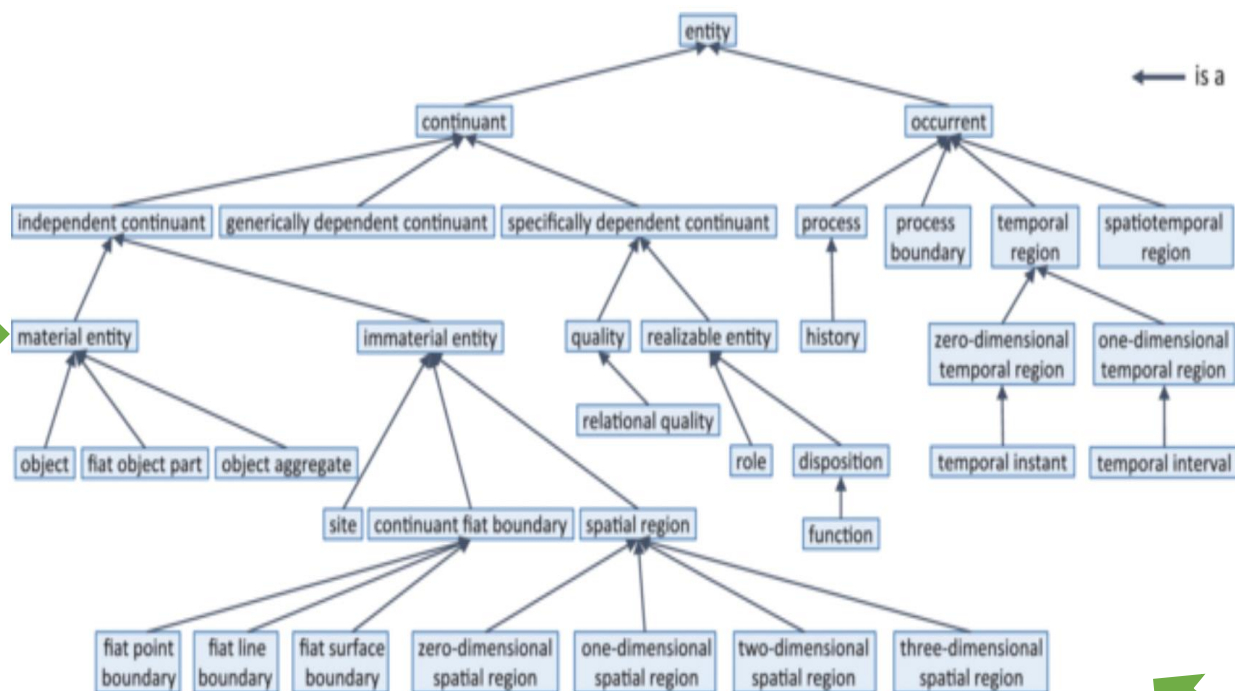 entity
is a
continuant
occurrent
independent continuant
generically dependent continuant
specifically dependent continuant
process
process
boundary
temporal
region
spatiotemporal
region
material entity
immaterial entity
quality
realizable entity
history
zero-dimensional
temporal region
one-dimensional
temporal region
relational quality
object
fiat object part
object aggregate
role
disposition
temporal instant
temporal interval
site
continuant fiat boundary
spatial region
function
fiat point
boundary
fiat line
boundary
fiat surface
boundary
zero-dimensional
spatial region
one-dimensional
spatial region
two-dimensional
spatial region
three-dimensional
spatial region